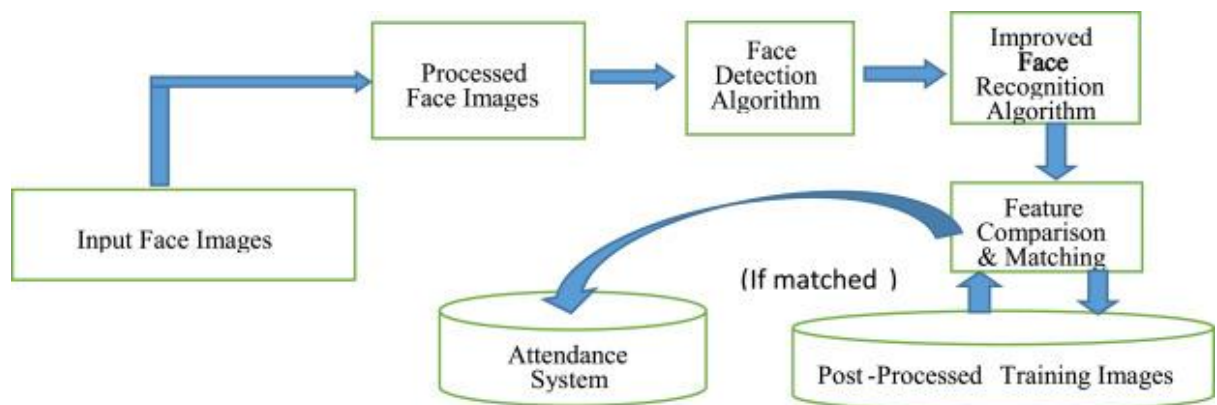 Input Face Images
Processed
Face Images
Face
Detection
Algorithm
Improved
Face
Recognition
Algorithm
Feature
Comparison
& Matching
(If matched )
Attendance
System
Post -Processed Training Images